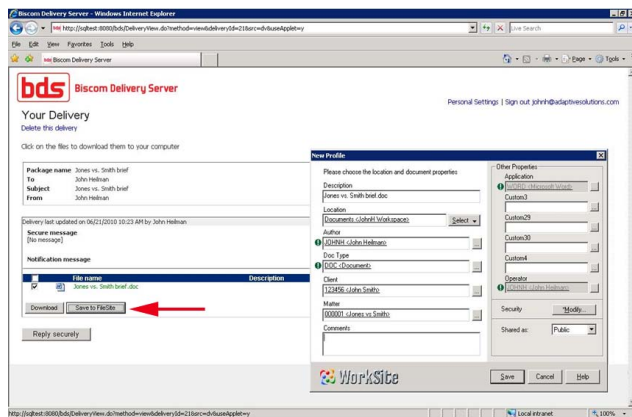 Biscom Delivery Server - Windows Internet Explorer
http://sqltest:8080/bds/DeliveryView.do?method=view&deliveryId=21&src=dv&useApplet=y
Live Search
File Edit View Favorites Tools Help
Biscom Delivery Server
Page Tools
bds Biscom Delivery Server
Personal Settings | Sign out johnh@adaptivesolutions.com
Your Delivery
Delete this delivery
Click on the files to download them to your computer
Package name Jones vs. Smith brief
To John Heilman
Subject Jones vs. Smith brief
From John Heilman
Delivery last updated on 06/21/2010 10:23 AM by John Heilman
Secure message
[No message]
Notification message
File name Description
Jones vs. Smith brief.doc
Download Save to FileSite
Reply securely
New Profile
Please choose the location and document properties
Description
Jones vs. Smith brief.doc
Location
Documents <JohnH Workspace> Select
Author
JOHNH <John Heilman>
Doc Type
DOC <Document>
Client
123456 <John Smith>
Matter
000001 <Jones vs Smith>
Comments
Other Properties
Application
WORD <Microsoft Word>
Custom3
Custom29
Custom30
Custom4
Operator
JOHNH <John Heilman>
Security *Modify...
Shared as: Public
WorkSite
Save Cancel Help
http://sqltest:8080/bds/DeliveryView.do?method=view&deliveryId=21&src=dv&useApplet=y
Local intranet 100%